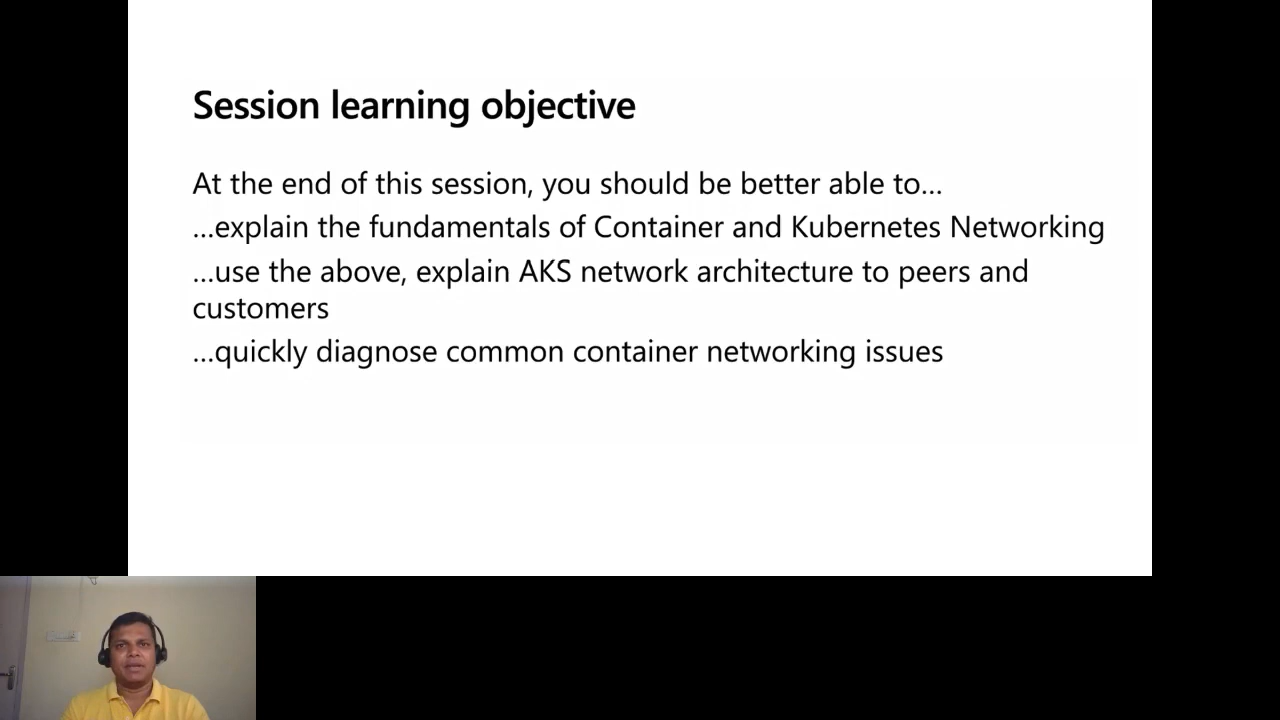 Session learning objective
At the end of this session, you should be better able to...
...explain the fundamentals of Container and Kubernetes Networking
...use the above, explain AKS network architecture to peers and
customers
...quickly diagnose common container networking issues